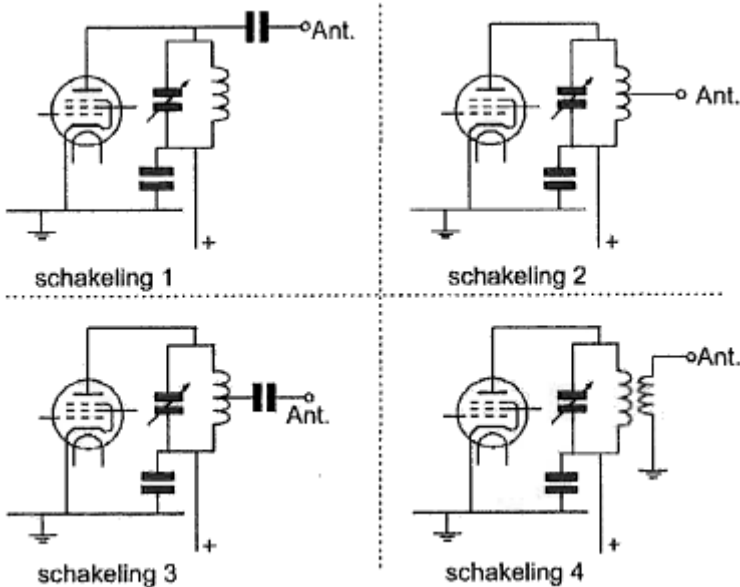 Ant.
+
schakeling 1
Ant.
+
schakeling 2
Ant.
+
schakeling 3
Ant.
+
schakeling 4